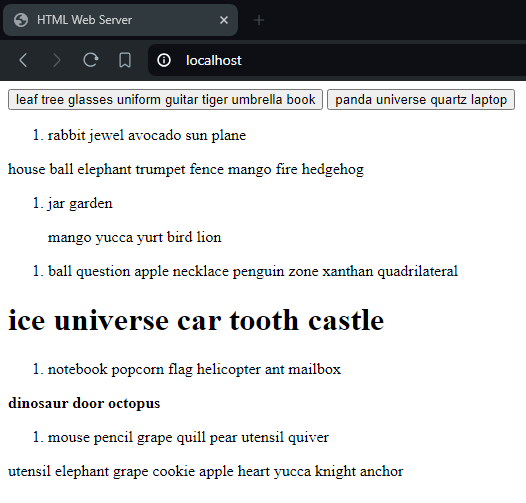 HTML Web Server
localhost
leaf tree glasses uniform guitar tiger umbrella book panda universe quartz laptop
1. rabbit jewel avocado sun plane
house ball elephant trumpet fence mango fire hedgehog
1. jar garden
mango yucca yurt bird lion
1. ball question apple necklace penguin zone xanthan quadrilateral
ice universe car tooth castle
1. notebook popcorn flag helicopter ant mailbox
dinosaur door octopus
1. mouse pencil grape quill pear utensil quiver
utensil elephant grape cookie apple heart yucca knight anchor